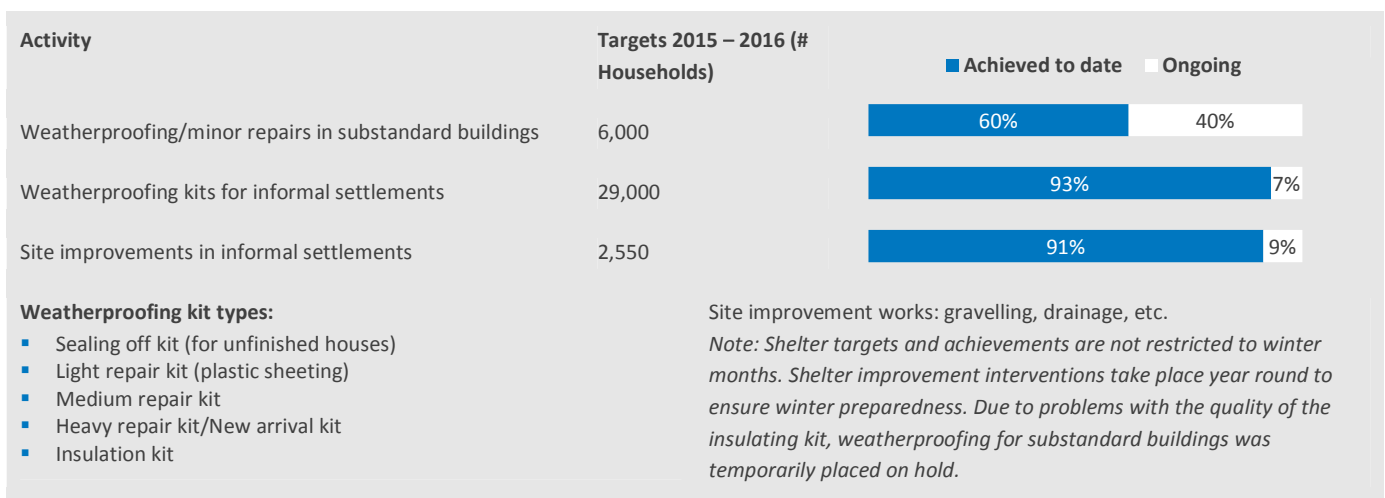 Activity
Targets 2015 – 2016 (#
Households)
Achieved to date Ongoing
Weatherproofing/minor repairs in substandard buildings 6,000 60% 40%
Weatherproofing kits for informal settlements 29,000 93% 7%
Site improvements in informal settlements 2,550 91% 9%
Weatherproofing kit types:
▪ Sealing off kit (for unfinished houses)
▪ Light repair kit (plastic sheeting)
▪ Medium repair kit
▪ Heavy repair kit/New arrival kit
▪ Insulation kit
Site improvement works: gravelling, drainage, etc.
Note: Shelter targets and achievements are not restricted to winter
months. Shelter improvement interventions take place year round to
ensure winter preparedness. Due to problems with the quality of the
insulating kit, weatherproofing for substandard buildings was
temporarily placed on hold.